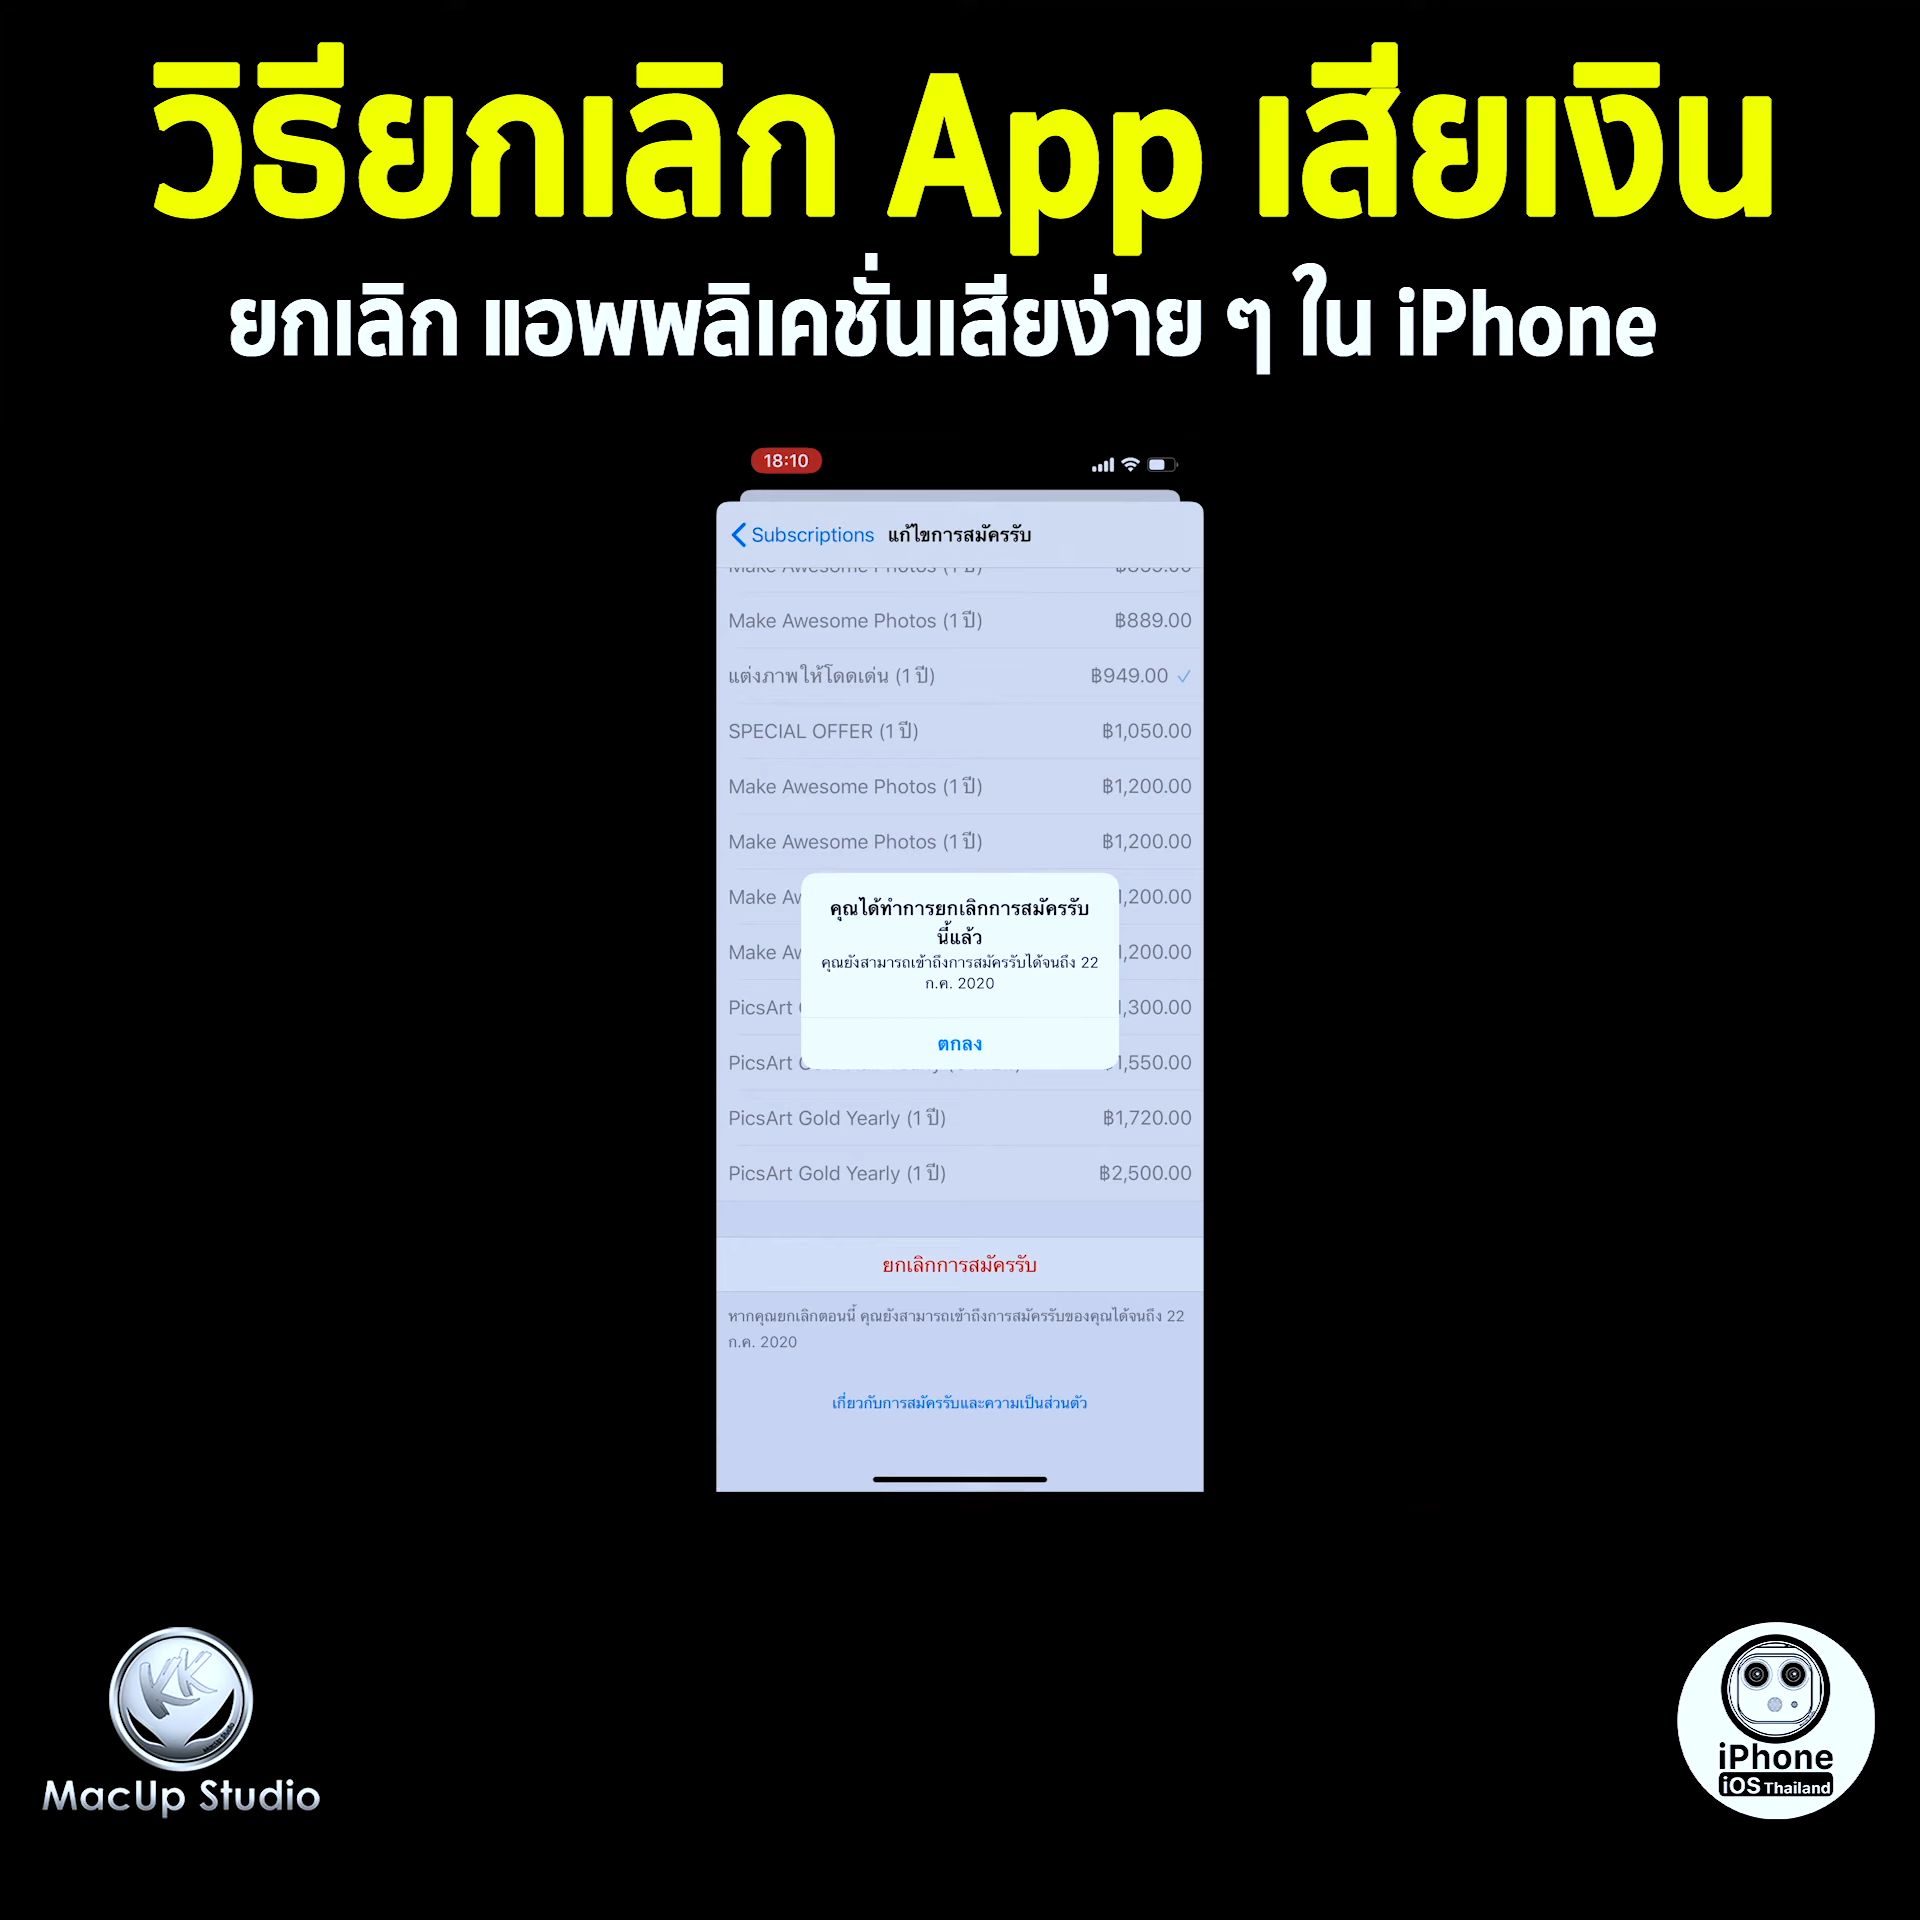 วิธียกเลิก App เสียเงิน
ยกเลิก แอพพลิเคชั่นเสียง่าย ๆ ใน iPhone
18:10
Subscriptions แก้ไขการสมัครรับ
Make Awesome Photos (1 ปี)
Make Awesome Photos (1 ปี) ฿889.00
แต่งภาพให้โดดเด่น (1 ปี) ฿949.00
SPECIAL OFFER (1 ปี) ฿1,050.00
Make Awesome Photos (1 ปี) ฿1,200.00
Make Awesome Photos (1 ปี) ฿1,200.00
Make 1,200.00
Make 1,200.00
PicsArt 1,300.00
PicsArt 1,550.00
คุณได้ทำการยกเลิกการสมัครรับ
นี้แล้ว
คุณยังสามารถเข้าถึงการสมัครรับได้จนถึง 22
ก.ค. 2020
ตกลง
PicsArt Gold Yearly (1 ปี) ฿1,720.00
PicsArt Gold Yearly (1 ปี) ฿2,500.00
ยกเลิกการสมัครรับ
หากคุณยกเลิกตอนนี้ คุณยังสามารถเข้าถึงการสมัครรับของคุณได้จนถึง 22
ก.ค. 2020
เกี่ยวกับการสมัครรับและความเป็นส่วนตัว
KK
MacUp Studio
iPhone
iOS Thailand